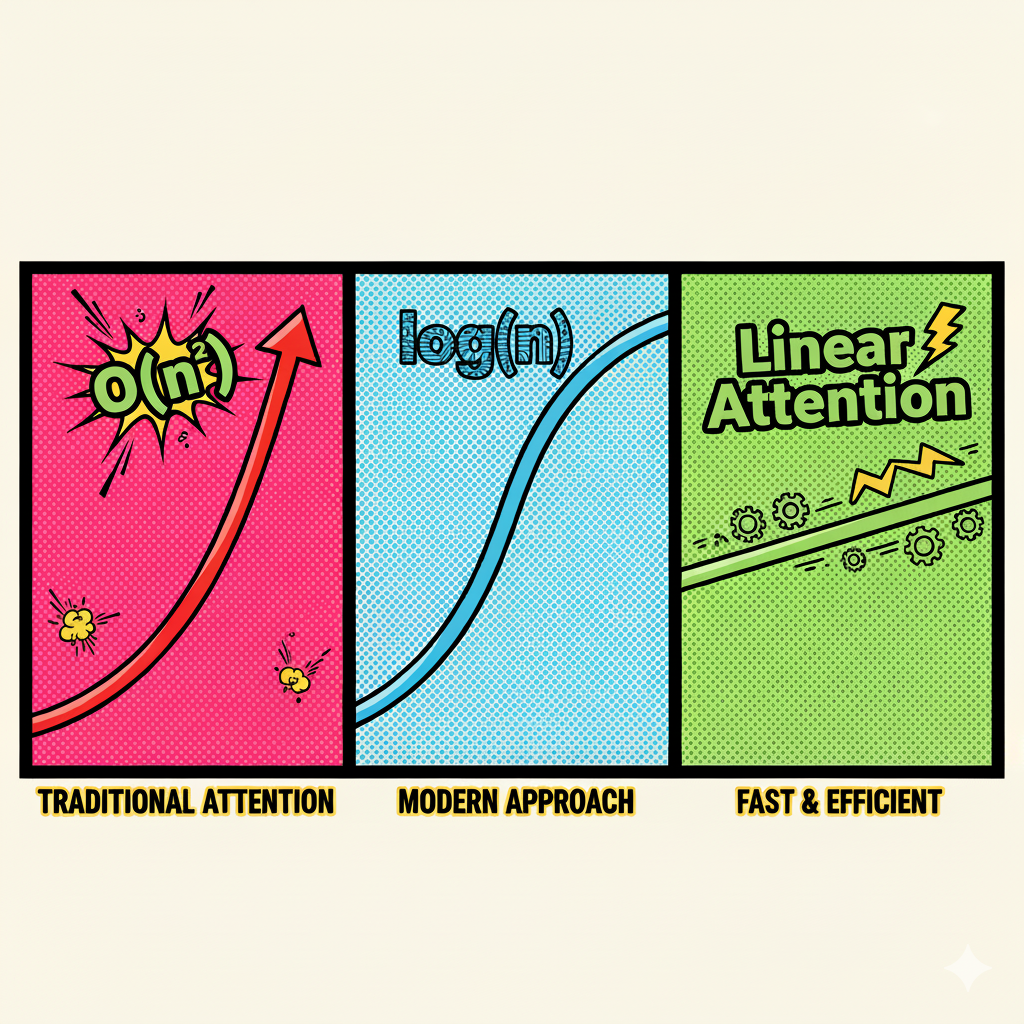 O(n²)
log(n)
Linear
Attention
TRADITIONAL ATTENTION
MODERN APPROACH
FAST & EFFICIENT